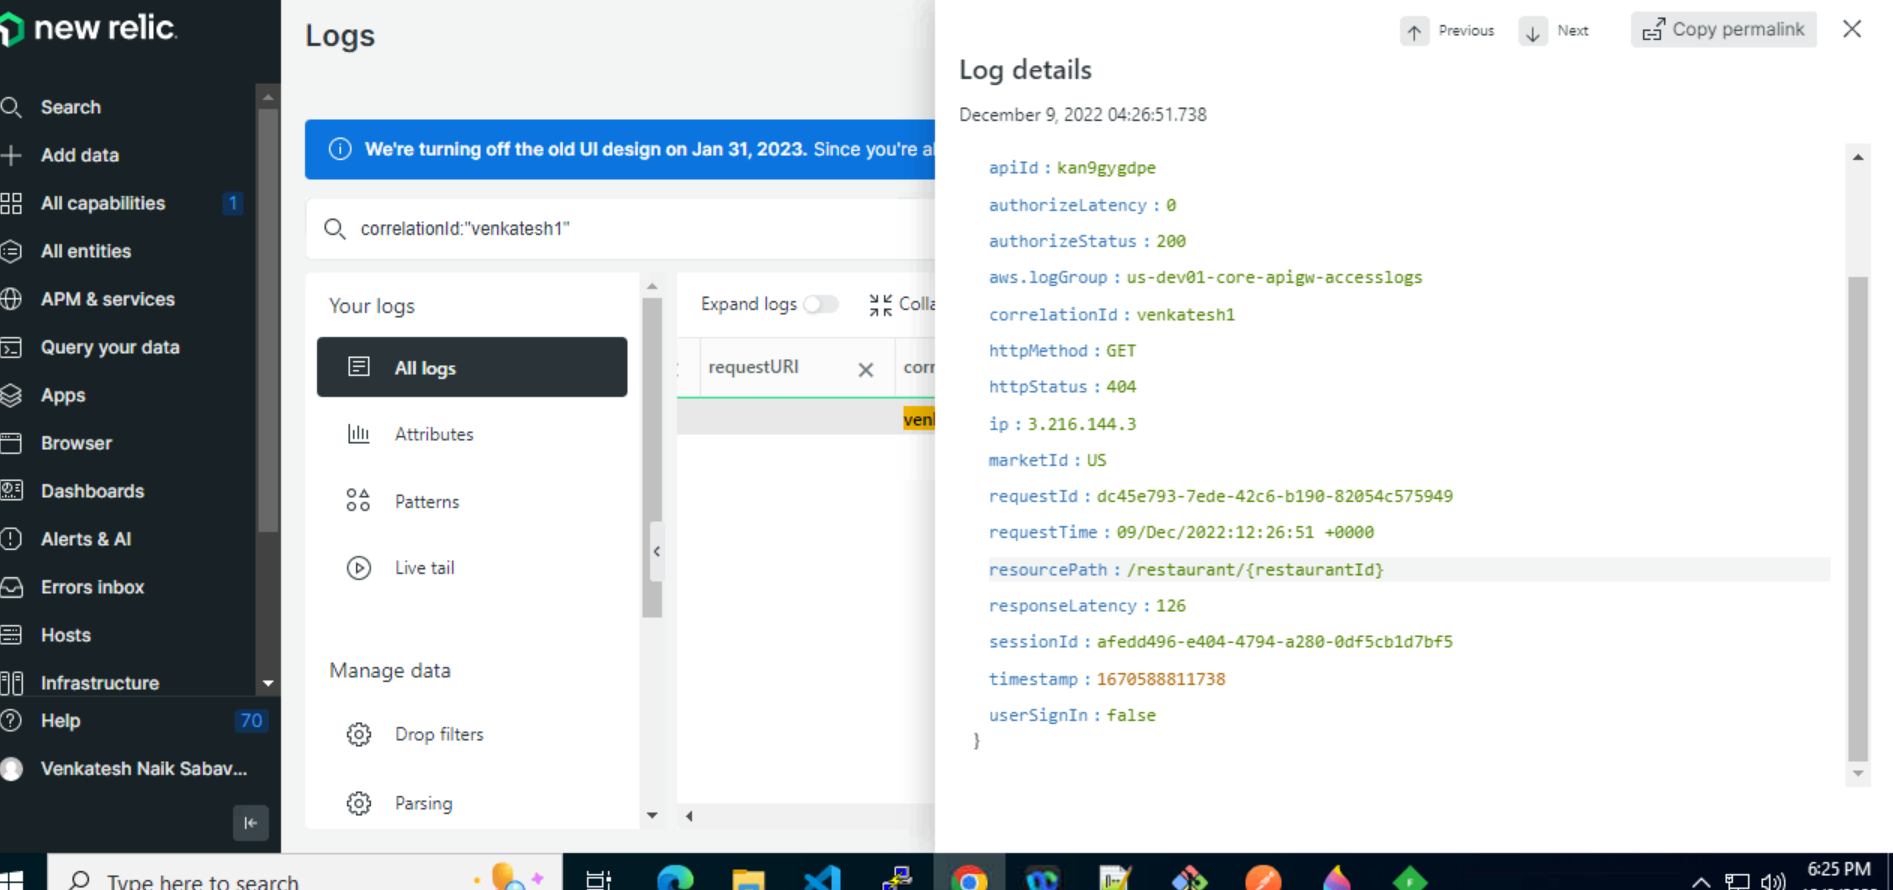 new relic.
Search
Add data
All capabilities 1
All entities
APM & services
Query your data
Apps
Browser
Dashboards
Alerts & AI
Errors inbox
Hosts
Infrastructure
Help 70
Venkatesh Naik Sabav...
Logs
We're turning off the old UI design on Jan 31, 2023. Since you're al
correlationId:"venkatesh1"
Your logs
All logs
Attributes
Patterns
Live tail
Manage data
Drop filters
Parsing
Expand logs Colla
requestURI corr
venk
Previous Next Copy permalink
Log details
December 9, 2022 04:26:51.738
apiId : kan9gygdpe
authorizeLatency : 0
authorizeStatus : 200
aws.logGroup : us-dev01-core-apigw-accesslogs
correlationId : venkatesh1
httpMethod : GET
httpStatus : 404
ip : 3.216.144.3
marketId : US
requestId : dc45e793-7ede-42c6-b190-82054c575949
requestTime : 09/Dec/2022:12:26:51 +0000
resourcePath : /restaurant/{restaurantId}
responseLatency : 126
sessionId : afedd496-e404-4794-a280-0df5cb1d7bf5
timestamp : 1670588811738
userSignIn : false
}
Type here to search
6:25 PM